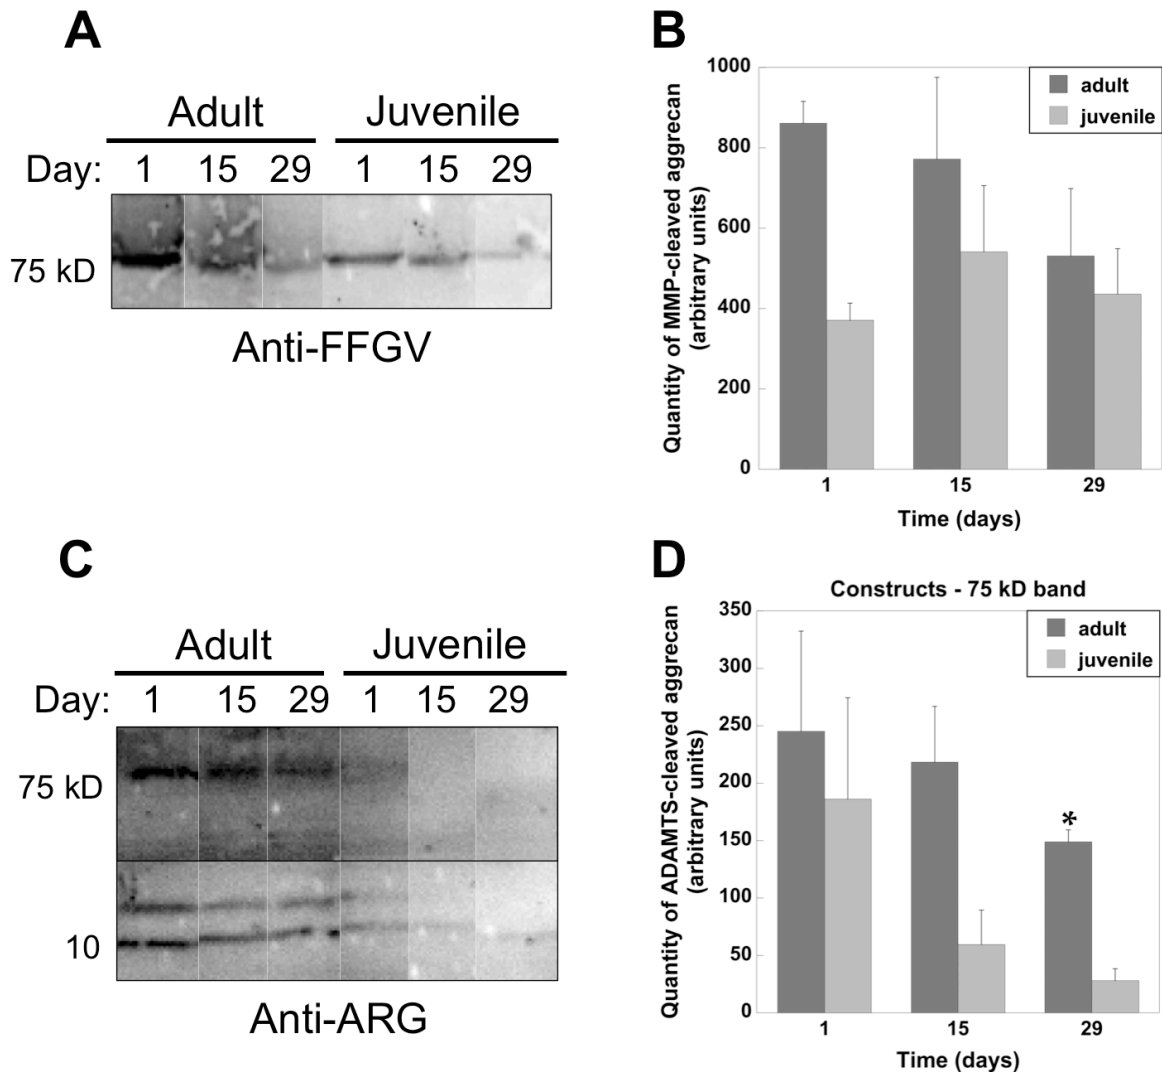 A
Adult Juvenile
Day: 1 15 29 1 15 29
75 kD
Anti-FFGV
B
1000
800
600
400
200
0
adult
juvenile
Quantity of MMP-cleaved aggrecan
(arbitrary units)
1 15 29
Time (days)
C
Adult Juvenile
Day: 1 15 29 1 15 29
75 kD
10
Anti-ARG
D
Constructs - 75 kD band
350
300
250
200
150
100
50
0
adult
juvenile
*
Quantity of ADAMTS-cleaved aggrecan
(arbitrary units)
1 15 29
Time (days)